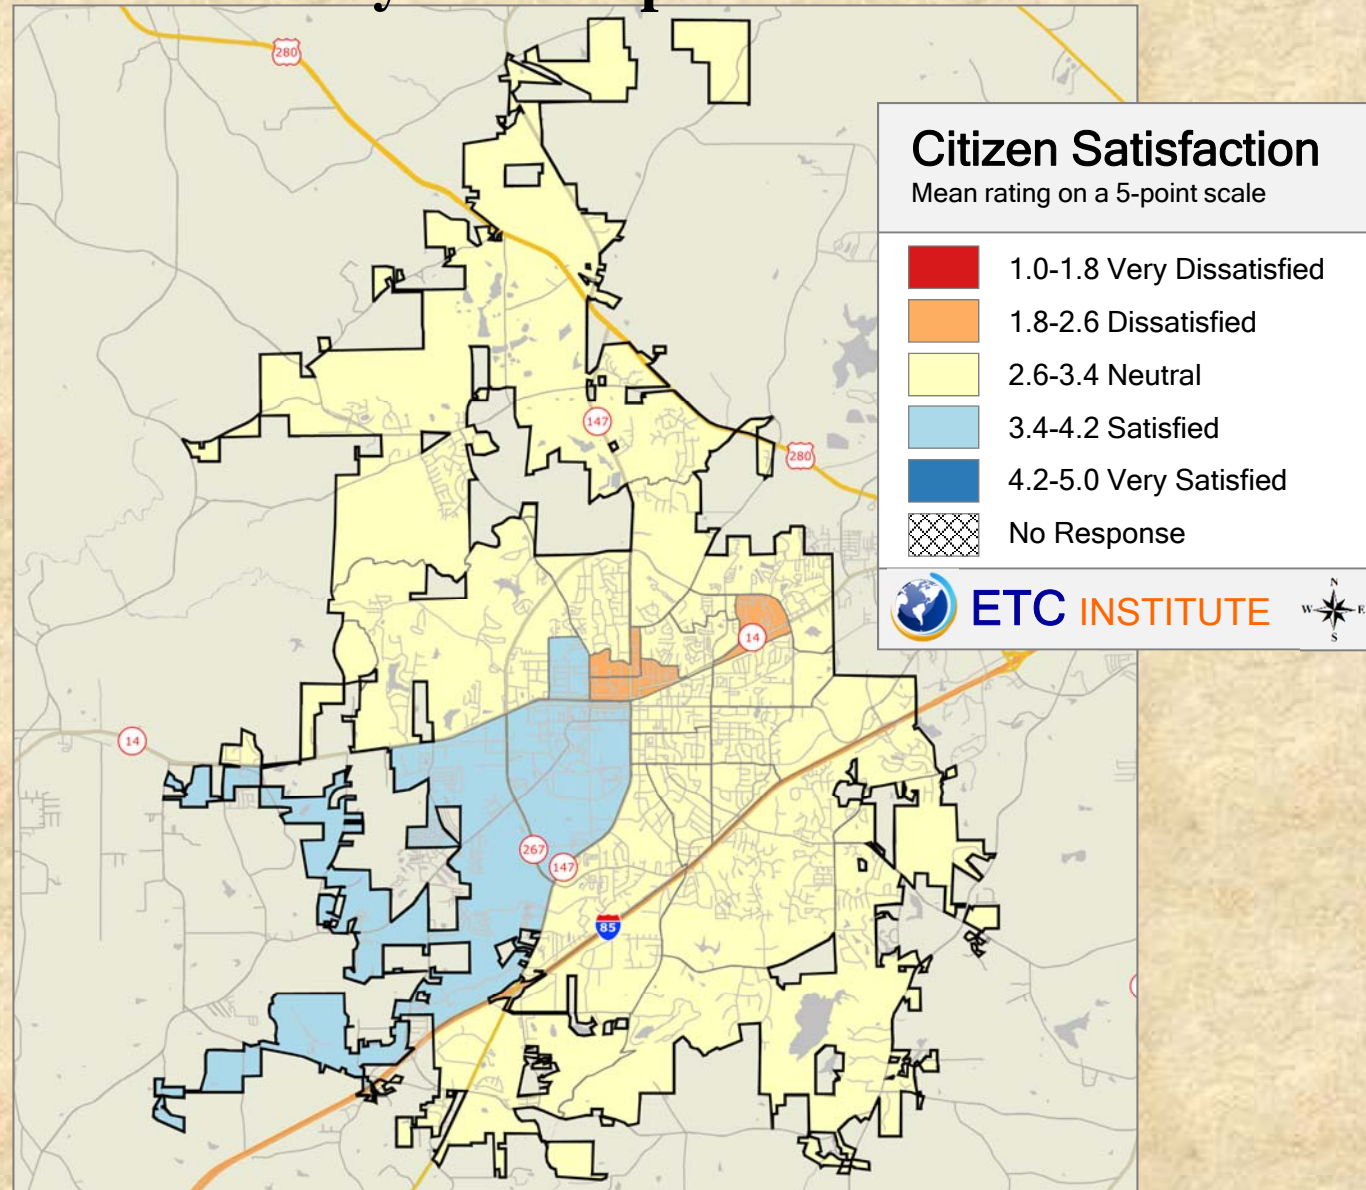 280
Citizen Satisfaction
Mean rating on a 5-point scale
1.0-1.8 Very Dissatisfied
1.8-2.6 Dissatisfied
2.6-3.4 Neutral
3.4-4.2 Satisfied
4.2-5.0 Very Satisfied
No Response
ETC INSTITUTE
N
W E
S
147
280
14
14
267
147
85